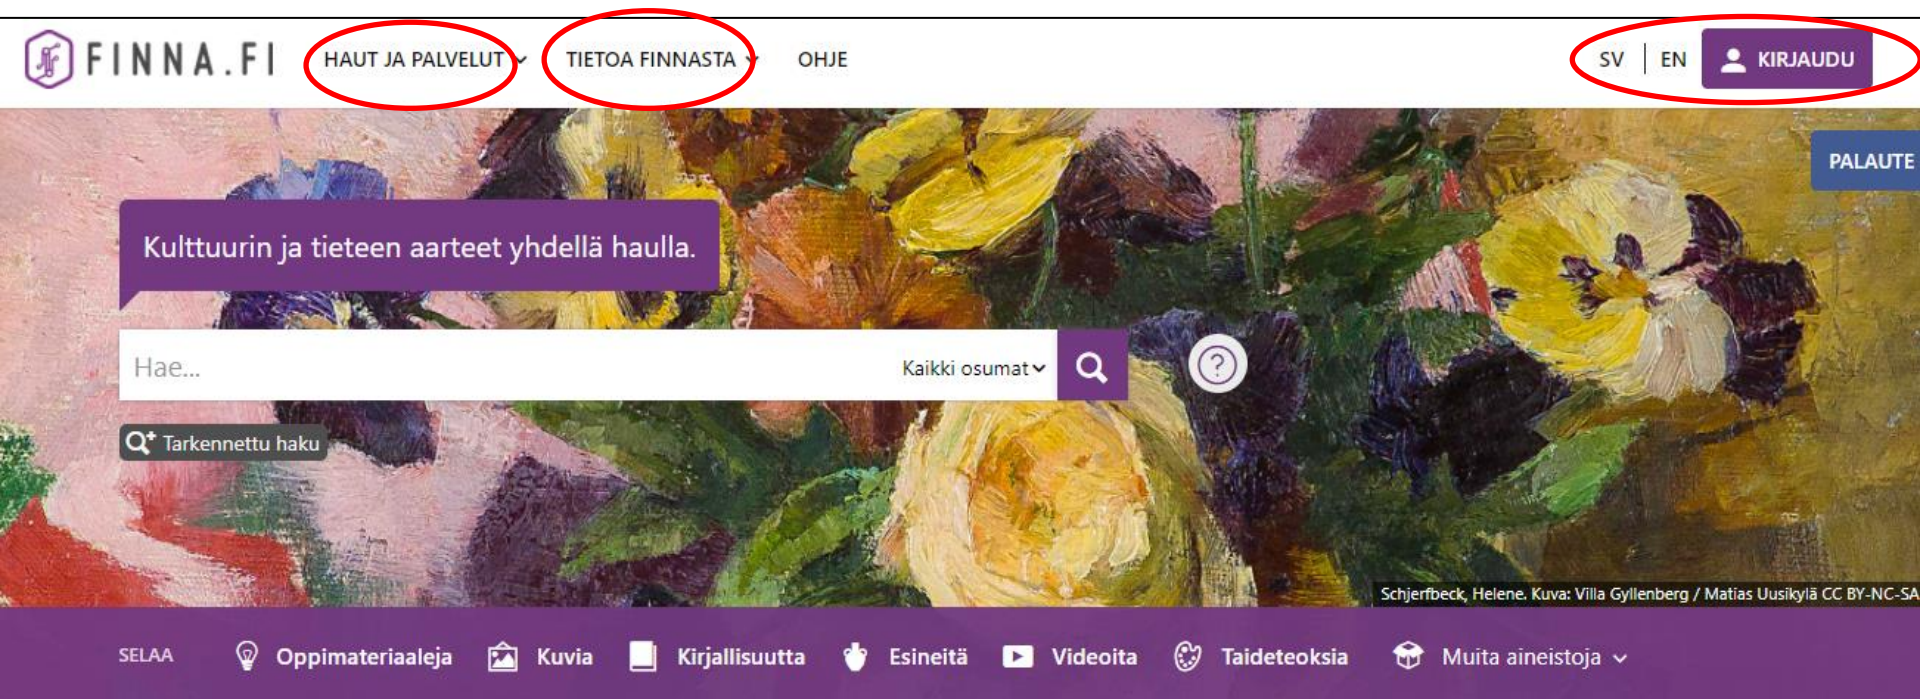 FINNA.FI HAUT JA PALVELUT TIETOA FINNASTA OHJE SV EN KIRJAUDU
PALAUTE
Kulttuurin ja tieteen aarteet yhdellä haulla.
Hae... Kaikki osumat
Tarkennettu haku
Schjerfbeck, Helene. Kuva: Villa Gyllenberg / Matias Uusikylä CC BY-NC-SA
SELAA Oppimateriaaleja Kuvia Kirjallisuutta Esineitä Videoita Taideteoksia Muita aineistoja